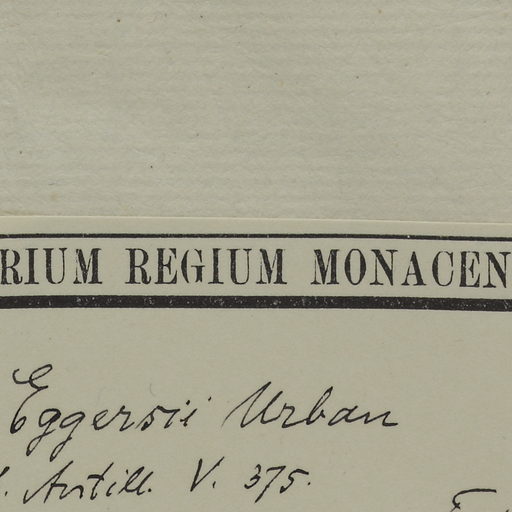 RIUM REGIUM MONACEN
Eggersii Urban
. Antill. V. 375.